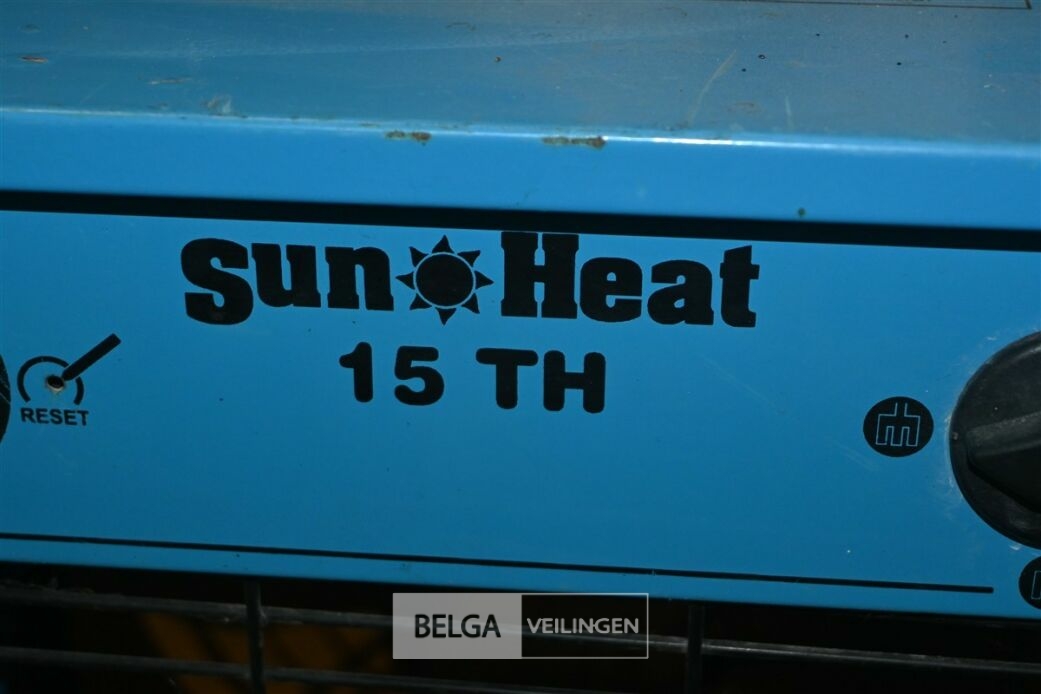 sun Heat
15 TH
RESET
BELGA VEILINGEN